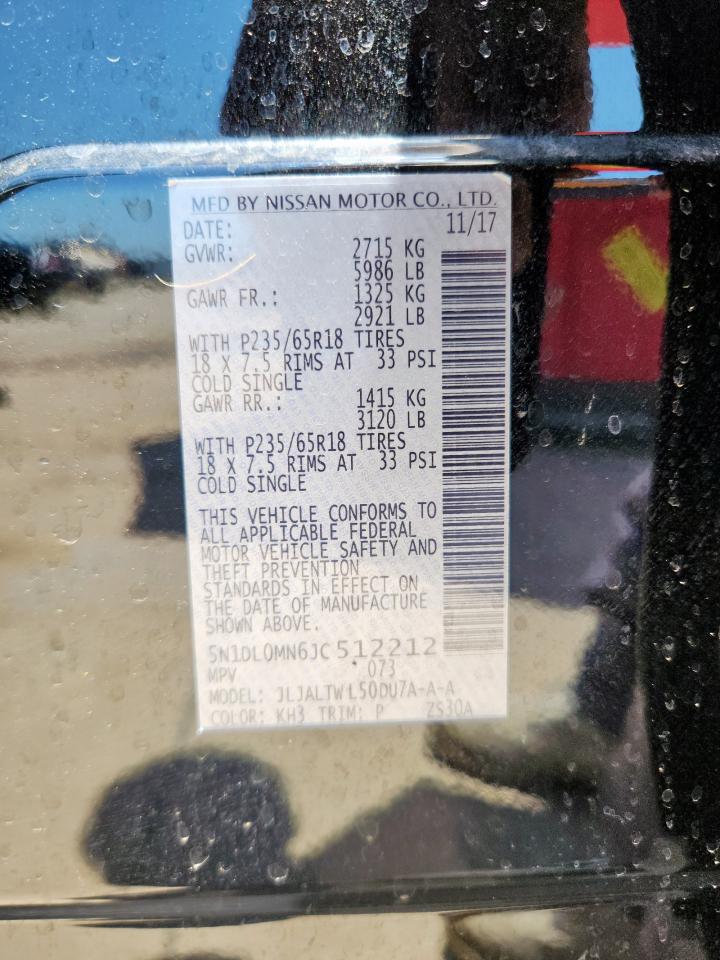 MFD BY NISSAN MOTOR CO., LTD.
DATE: 11/17
GVWR: 2715 KG
5986 LB
GAWR FR.: 1325 KG
2921 LB
WITH P235/65R18 TIRES
18 X 7.5 RIMS AT 33 PSI
COLD SINGLE
GAWR RR.: 1415 KG
3120 LB
WITH P235/65R18 TIRES
18 X 7.5 RIMS AT 33 PSI
COLD SINGLE
THIS VEHICLE CONFORMS TO
ALL APPLICABLE FEDERAL
MOTOR VEHICLE SAFETY AND
THEFT PREVENTION
STANDARDS IN EFFECT ON
THE DATE OF MANUFACTURE
SHOWN ABOVE.
5N1DL0MN6JC512212
MPV 073
MODEL: JLJALTWL50DU7A-A-A
COLOR: KH3 TRIM: P ZS30A